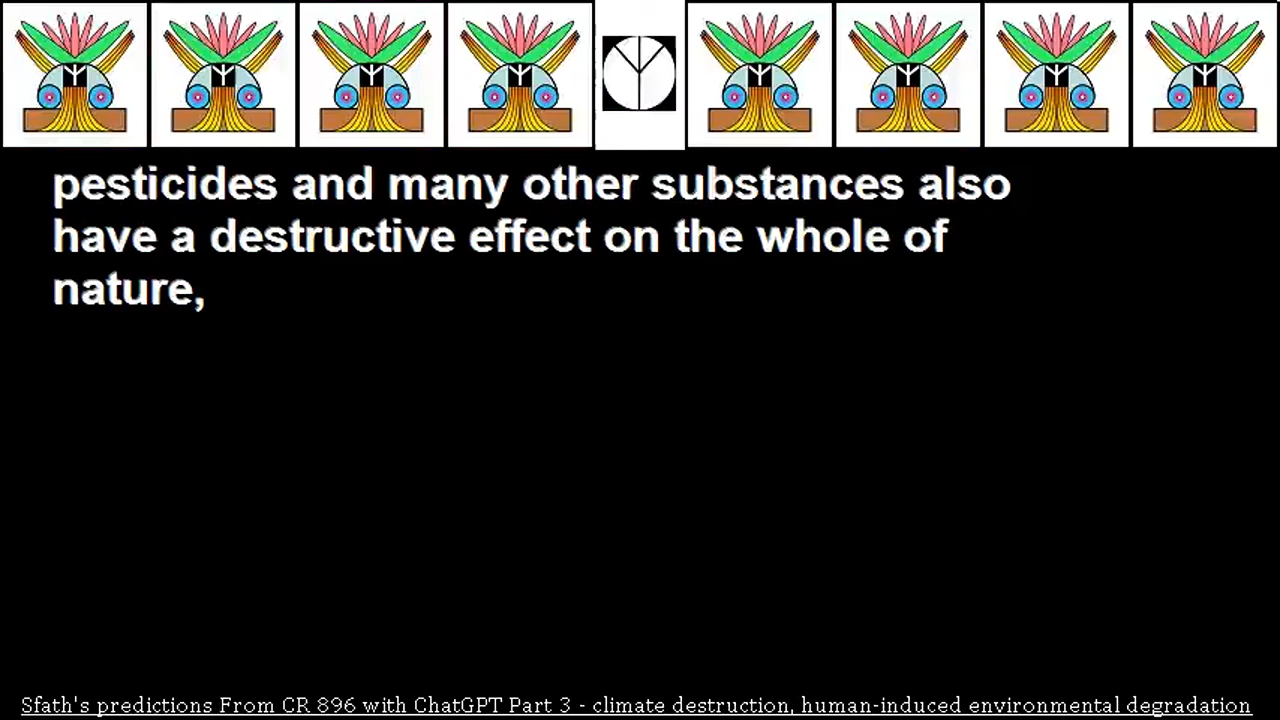 pesticides and many other substances also
have a destructive effect on the whole of
nature,
Sfath's predictions From CR 896 with ChatGPT Part 3 - climate destruction, human-induced environmental degradation